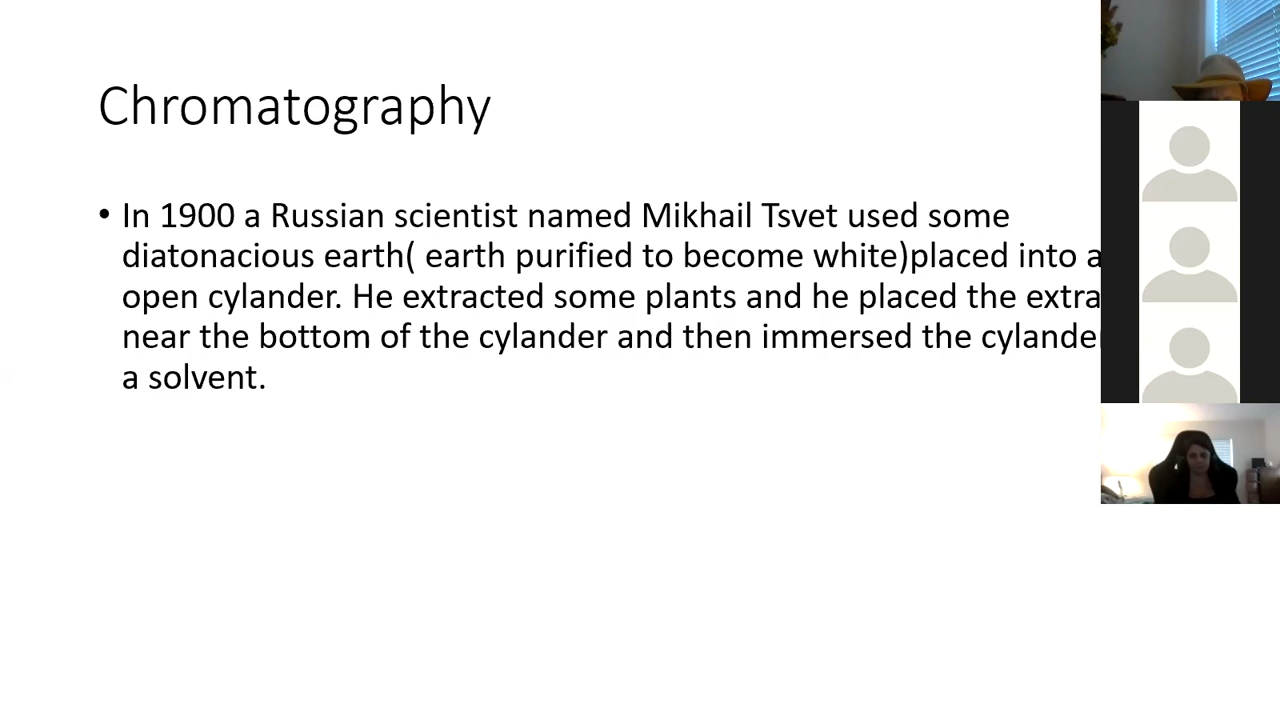 Chromatography
• In 1900 a Russian scientist named Mikhail Tsvet used some
diatonacious earth( earth purified to become white)placed into a
open cylander. He extracted some plants and he placed the
near the bottom of the cylander and then immersed the
a solvent.